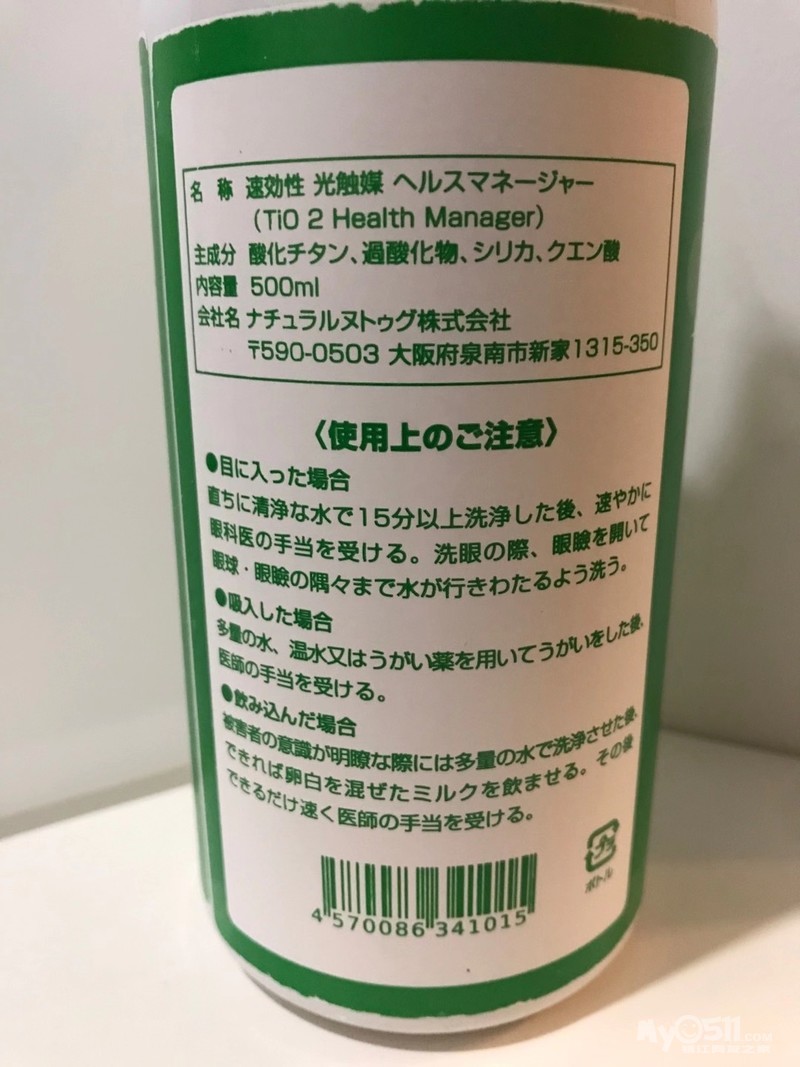 名 称 速効性 光触媒 ヘルスマネージャー
(TiO 2 Health Manager)
主成分 酸化チタン、過酸化物、シリカ、クエン酸
内容量 500ml
会社名 ナチュラルヌトゥグ株式会社
〒590-0503 大阪府泉南市新家1315-350
〈使用上のご注意〉
●目に入った場合
直ちに清浄な水で15分以上洗浄した後、速やかに
眼科医の手当を受ける。洗眼の際、眼瞼を開いて
眼球・眼瞼の隅々まで水が行きわたるよう洗う。
●吸入した場合
多量の水、温水又はうがい薬を用いてうがいをした後、
医師の手当を受ける。
●飲み込んだ場合
被害者の意識が明瞭な際には多量の水で洗浄させた後、
できれば卵白を混ぜたミルクを飲ませる。その後
できるだけ速く医師の手当を受ける。
プラ
ボトル
4 570086 341015
My0511.COM